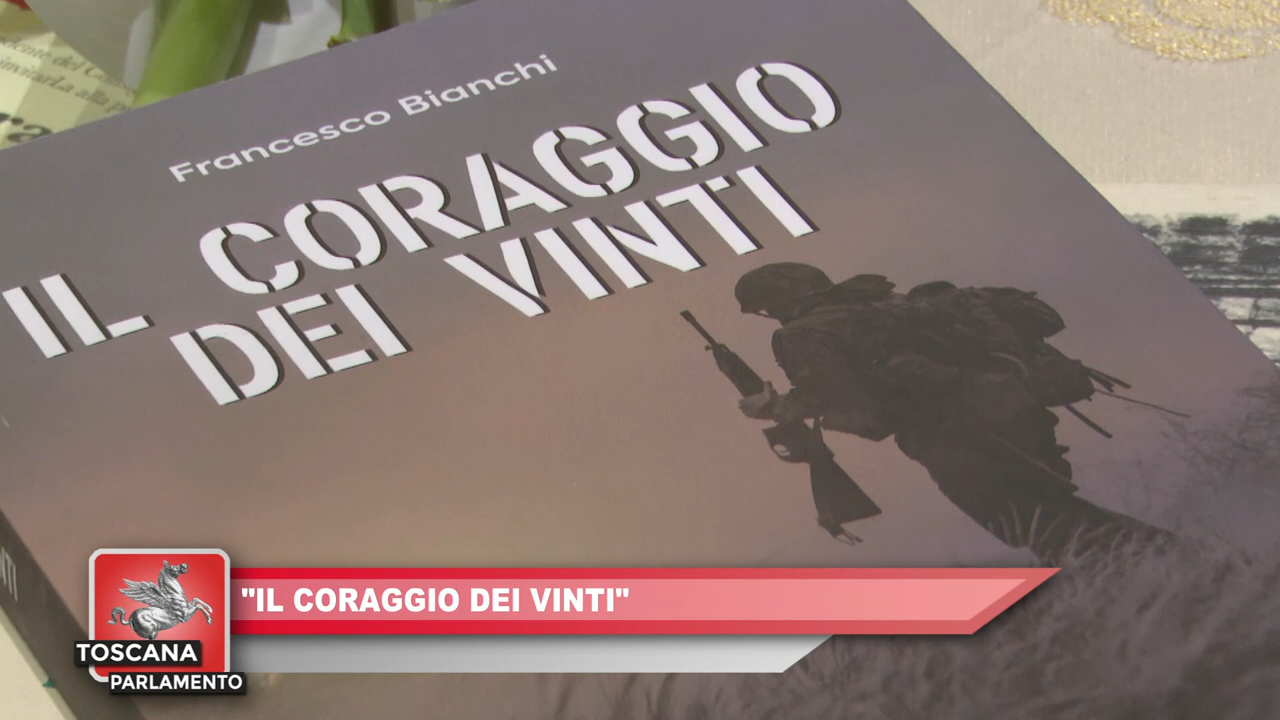 Francesco Bianchi
IL CORAGGIO
DEI VINTI
"IL CORAGGIO DEI VINTI"
TOSCANA
PARLAMENTO